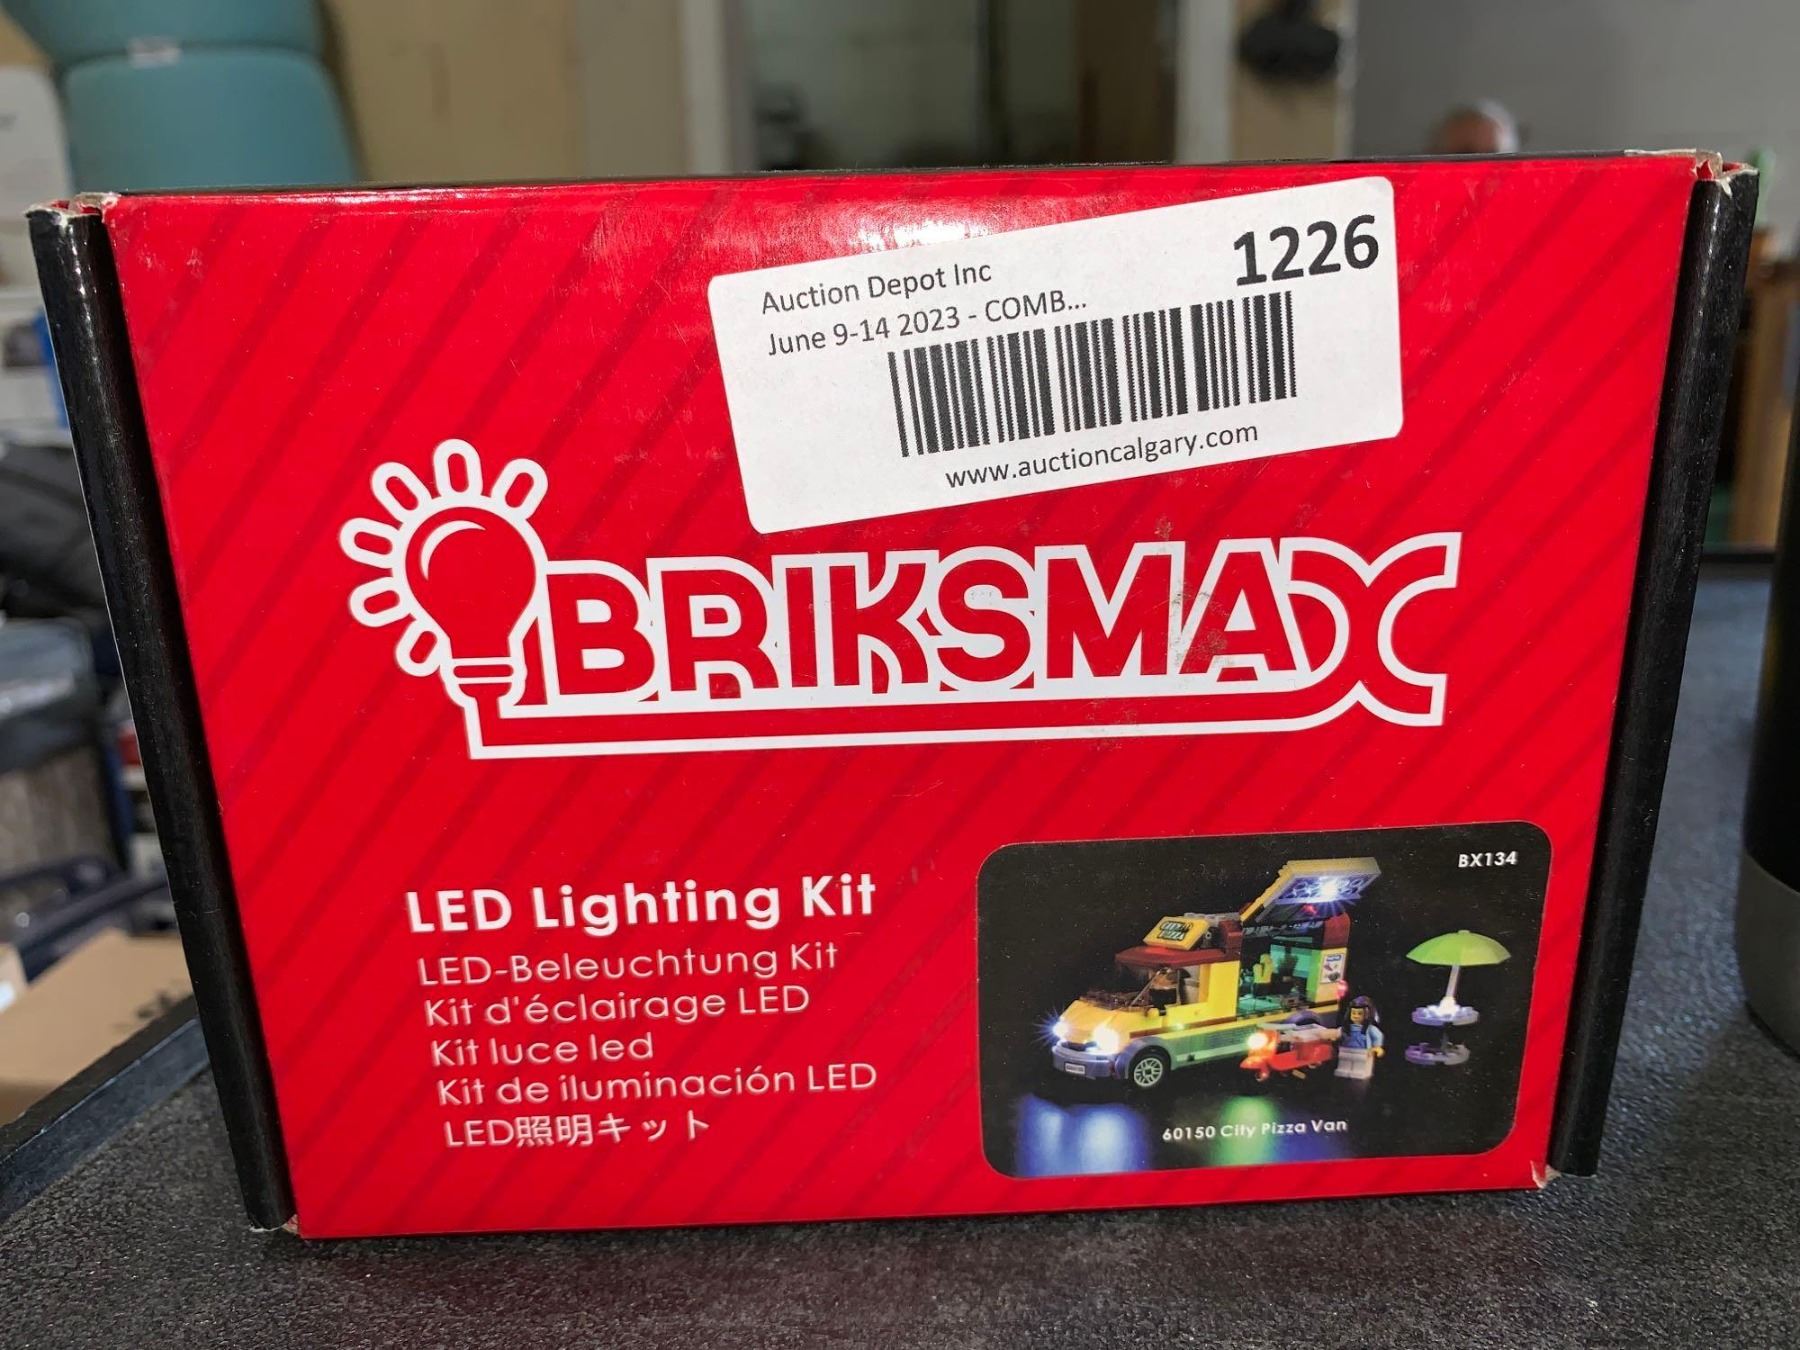 Auction Depot Inc
1226
June 9-14 2023 - COMB...
www.auctioncalgary.com
BRIKSMAX
LED Lighting Kit
LED-Beleuchtung Kit
Kit d'éclairage LED
Kit luce led
Kit de iluminación LED
LED照明キット
BX134
CITY PIZZA
60150 City Pizza Van